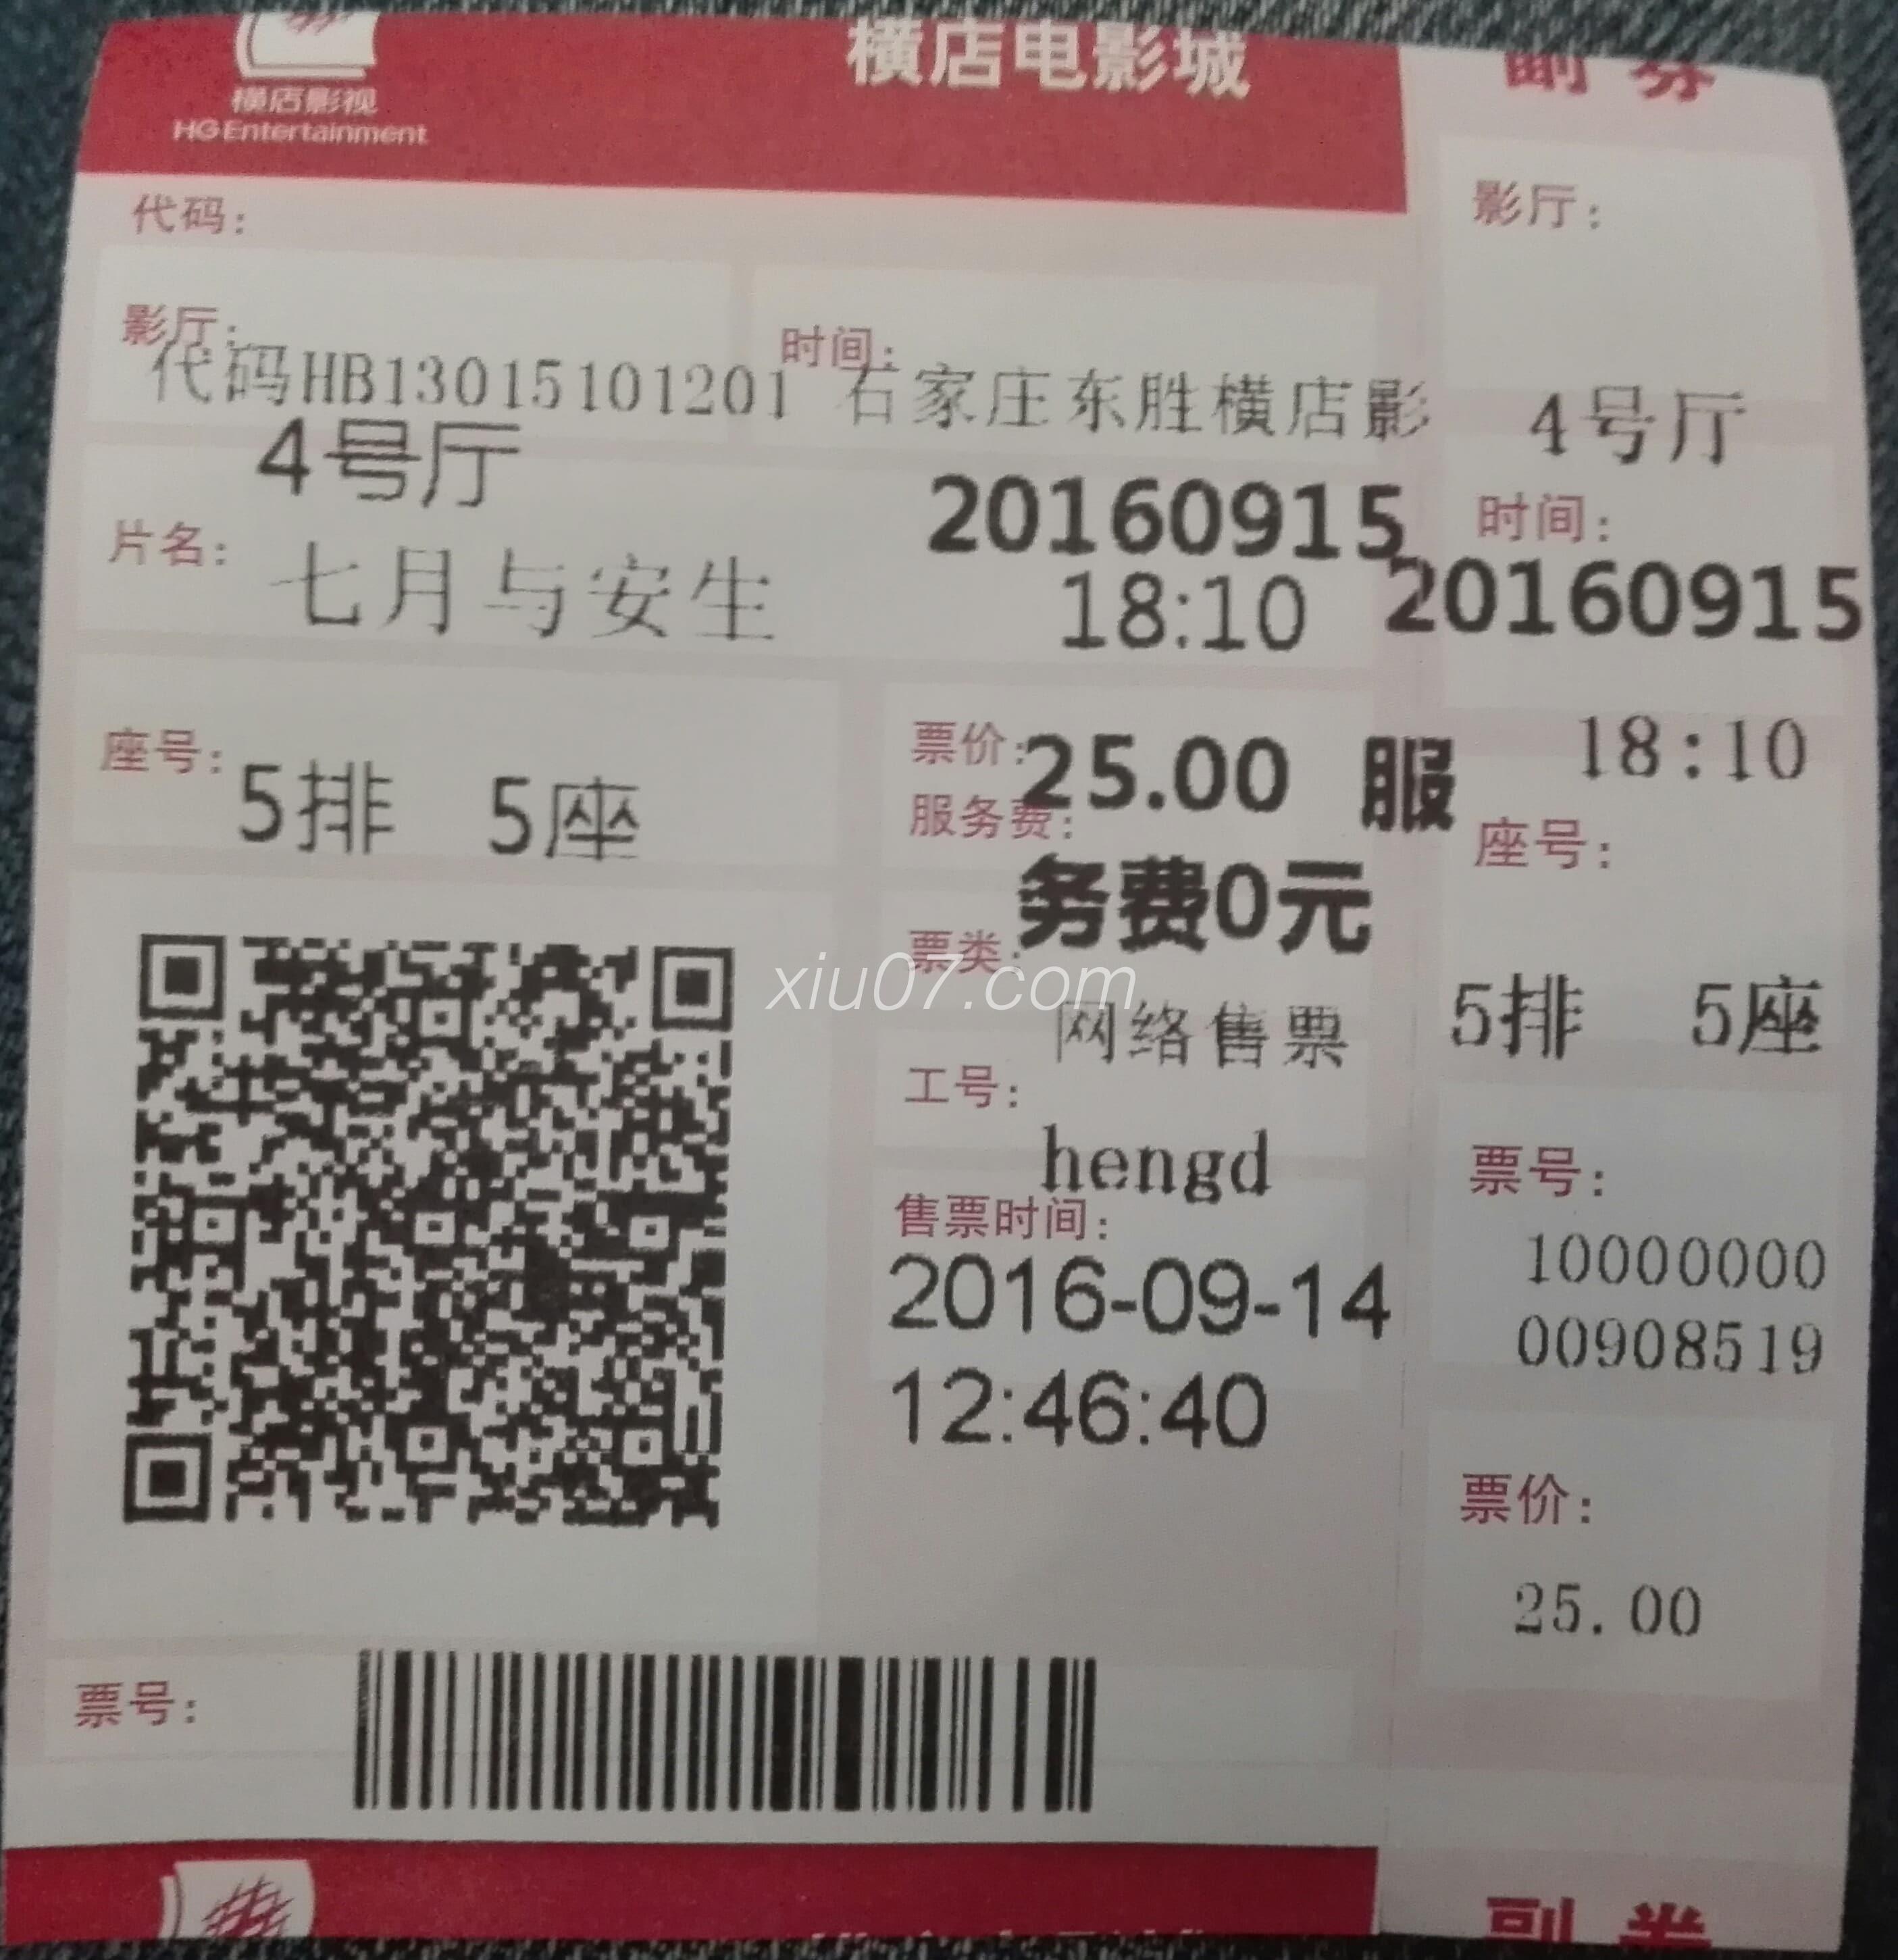 横店影视
HG Entertainment
横店电影城
副 券
代码:
影厅:
时间:
代码HB13015101201 石家庄东胜横店影
4号厅
20160915
片名: 七月与安生
18:10
座号: 5排 5座
票价: 25.00 服
服务费:
务费0元
票类:
网络售票
工号:
hengd
售票时间:
2016-09-14
12:46:40
票号:
影厅:
4号厅
时间:
20160915
18:10
座号:
5排 5座
票号:
10000000
00908519
票价:
25.00
副 券
xiu07.com